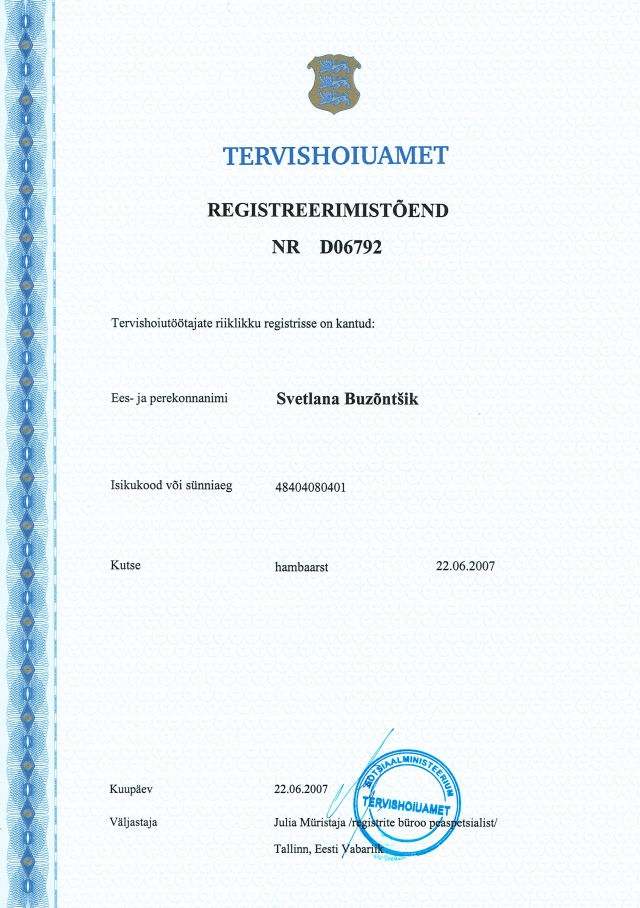 TERVISHOIUAMET
REGISTREERIMISTÕEND
NR D06792
Tervishoiutöötajate riiklikku registrisse on kantud:
Ees- ja perekonnanimi Svetlana Buzõntšik
Isikukood või sünniaeg 48404080401
Kutse hambaarst 22.06.2007
SOTSIAALMINISTEERIUM
TERVISHOIUAMET
Kuupäev 22.06.2007
Väljastaja Julia Müristaja /registrite büroo peaspetsialist/
Tallinn, Eesti Vabariik